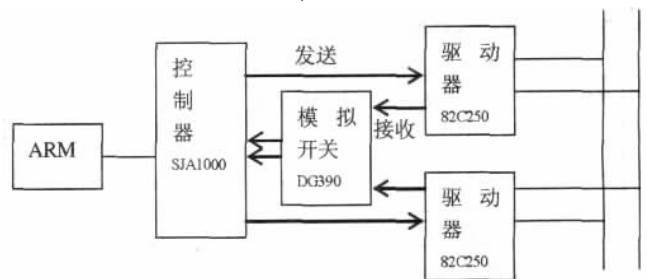 ARM
控
制
器
SJA1000
发送
模 拟
开关
DG390
接收
驱 动
器
82C250
驱 动
器
82C250